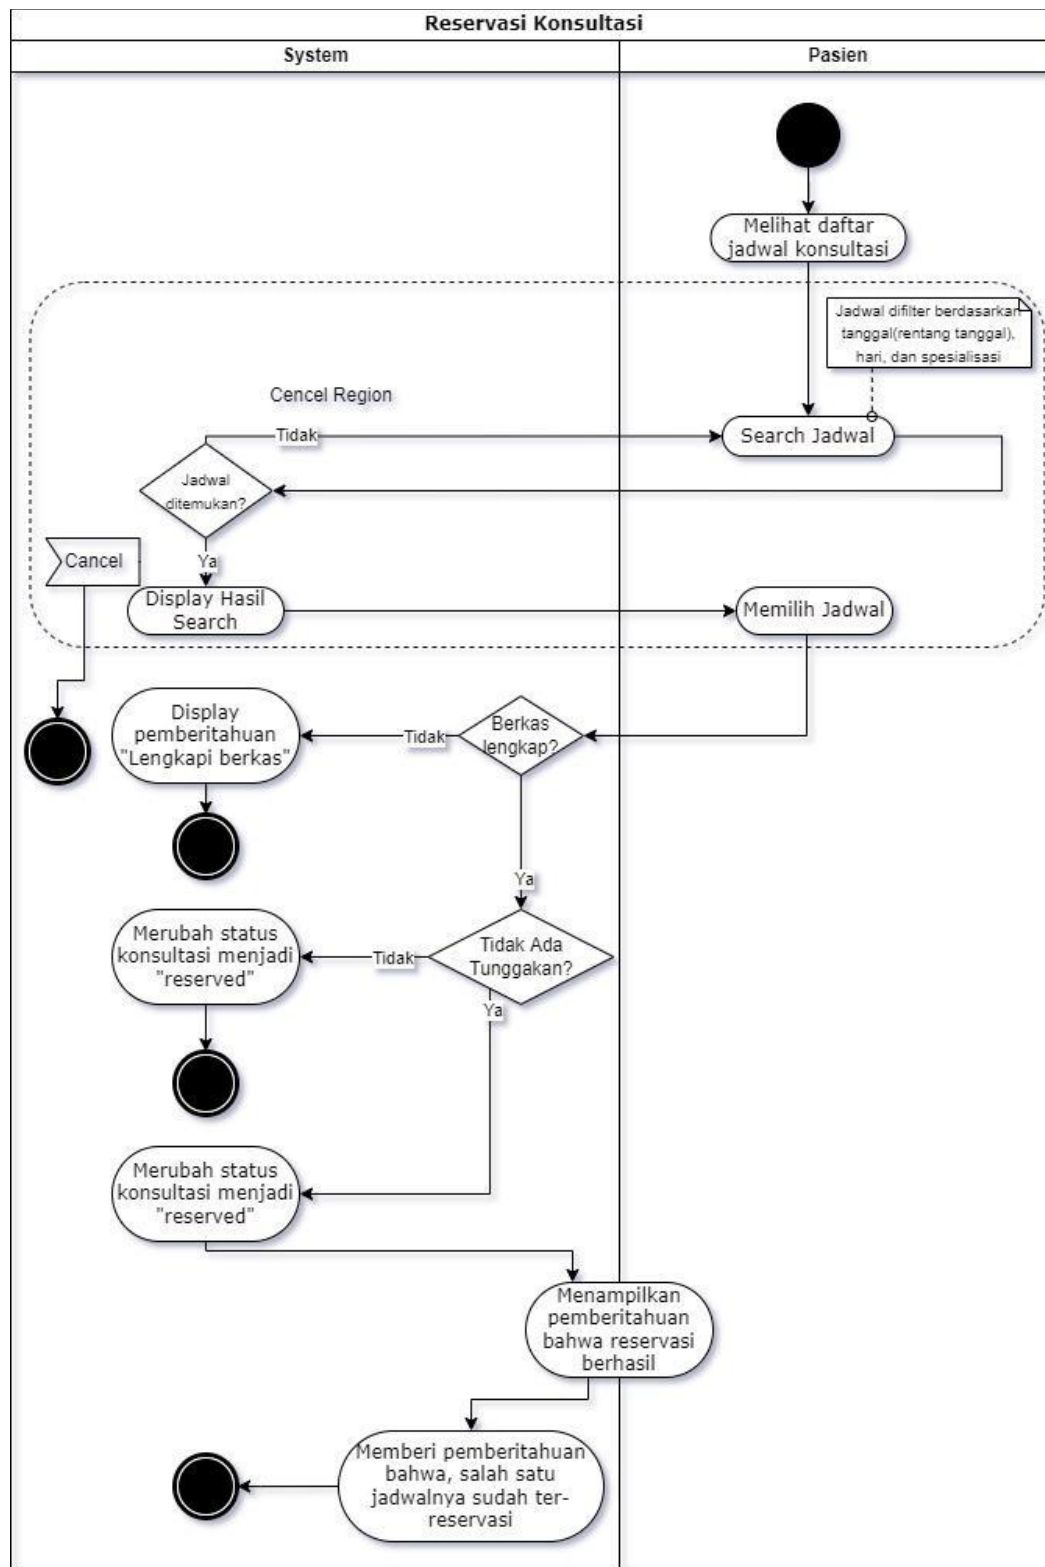 Reservasi Konsultasi
System
Pasien
Melihat daftar
jadwal konsultasi
Jadwal difilter berdasarkan
tanggal(rentang tanggal),
hari, dan spesialisasi
Cencel Region
Tidak
Search Jadwal
Jadwal
ditemukan?
Cancel
Ya
Display Hasil
Search
Memilih Jadwal
Display
pemberitahuan
"Lengkapi berkas"
Tidak
Berkas
lengkap?
Ya
Merubah status
konsultasi menjadi
"reserved"
Tidak
Tidak Ada
Tunggakan?
Ya
Merubah status
konsultasi menjadi
"reserved"
Menampilkan
pemberitahuan
bahwa reservasi
berhasil
Memberi pemberitahuan
bahwa, salah satu
jadwalnya sudah ter-
reservasi